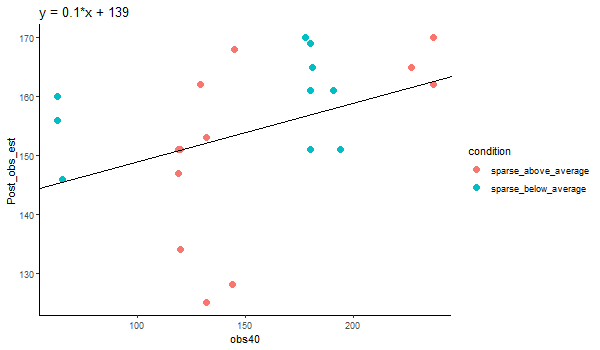 y = 0.1*x + 139
Post_obs_est
170
160
150
140
130
100
150
200
obs40
condition
sparse_above_average
sparse_below_average